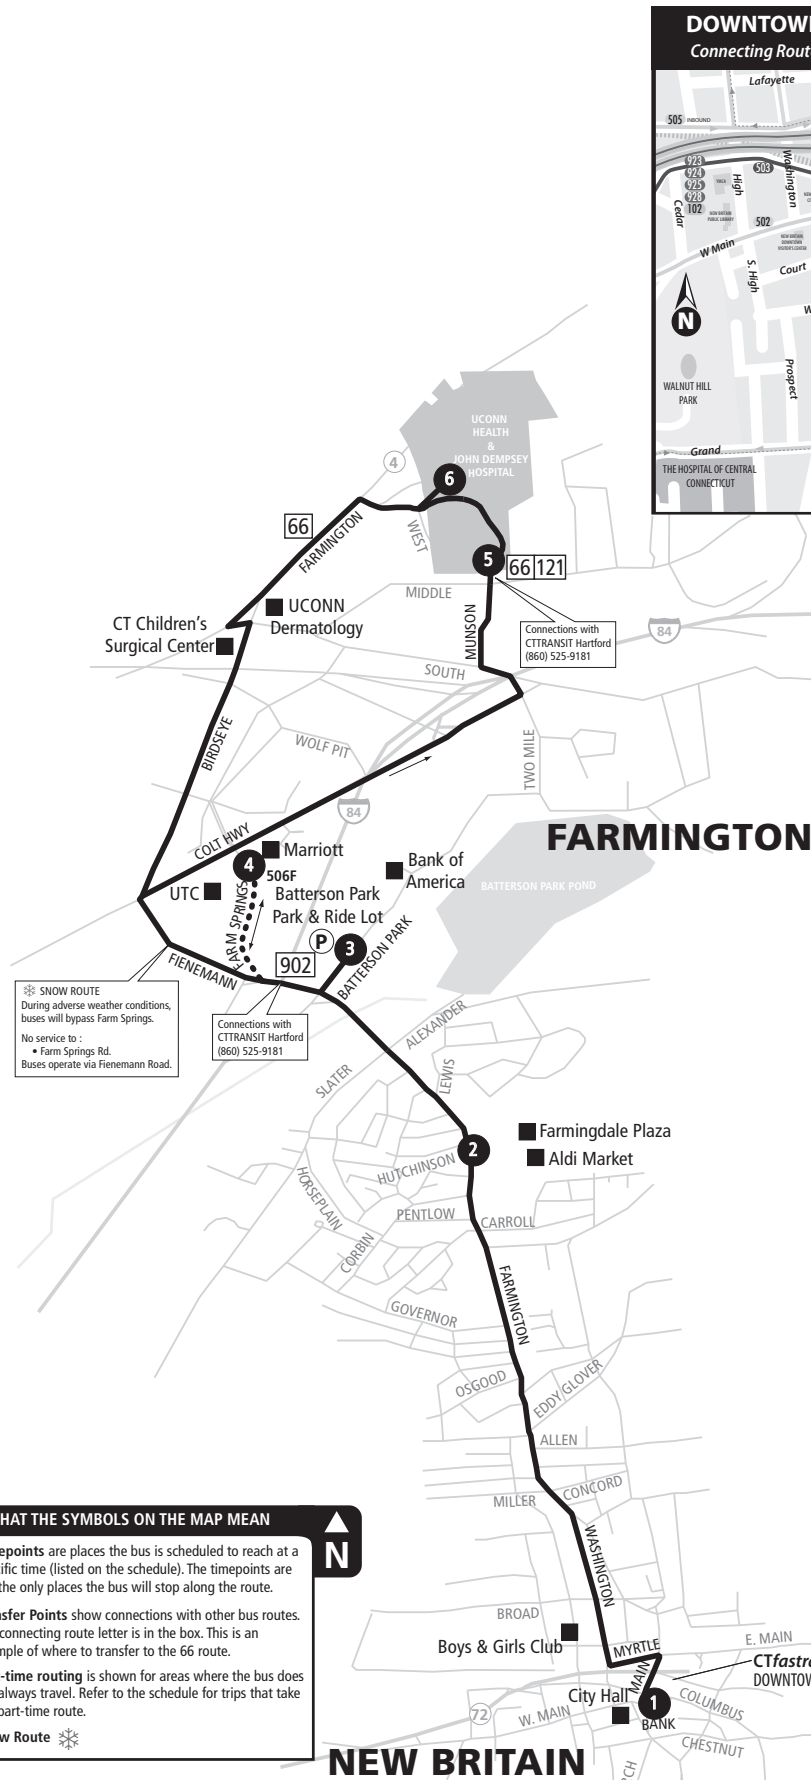 DOWNTOW
Connecting Rout
Lafayette
505 INBOUND
923
924
925
928
102
503
Washington
High
Cedar
YMCA
NEW BRITAIN
PUBLIC LIBRARY
502
NEW BRITAIN
DOWNTOWN
VISITOR'S CENTER
W Main
S. High
Court
W
N
Prospect
WALNUT HILL
PARK
Grand
THE HOSPITAL OF CENTRAL
CONNECTICUT
UCONN
HEALTH
&
JOHN DEMPSEY
HOSPITAL
4
6
66
FARMINGTON
WEST
5
66 121
MIDDLE
UCONN
Dermatology
CT Children's
Surgical Center
MUNSON
Connections with
CTTRANSIT Hartford
(860) 525-9181
84
SOUTH
BIRDSEYE
WOLF PIT
TWO MILE
84
COLT HWY
FARMINGTON
Marriott
4
506F
Bank of
America
UTC
BATTERSON PARK POND
Batterson Park
Park & Ride Lot
FARM SPRINGS
P
3
BATTERSON PARK
902
FIENEMANN
SNOW ROUTE
During adverse weather conditions,
buses will bypass Farm Springs.
No service to :
• Farm Springs Rd.
Buses operate via Fienemann Road.
Connections with
CTTRANSIT Hartford
(860) 525-9181
ALEXANDER
SLATER
LEWIS
Farmingdale Plaza
2
Aldi Market
HUTCHINSON
HORSEPLAIN
PENTLOW
CARROLL
CORBIN
FARMINGTON
GOVERNOR
OSGOOD
EDDY GLOVER
ALLEN
CONCORD
MILLER
WASHINGTON
HAT THE SYMBOLS ON THE MAP MEAN
N
epoints are places the bus is scheduled to reach at a
ific time (listed on the schedule). The timepoints are
the only places the bus will stop along the route.
nsfer Points show connections with other bus routes.
connecting route letter is in the box. This is an
mple of where to transfer to the 66 route.
-time routing is shown for areas where the bus does
always travel. Refer to the schedule for trips that take
part-time route.
w Route
BROAD
Boys & Girls Club
MYRTLE
E. MAIN
CTfastra
DOWNTOW
MAIN
City Hall
1
BANK
COLUMBUS
72
W. MAIN
CHESTNUT
RCH
NEW BRITAIN